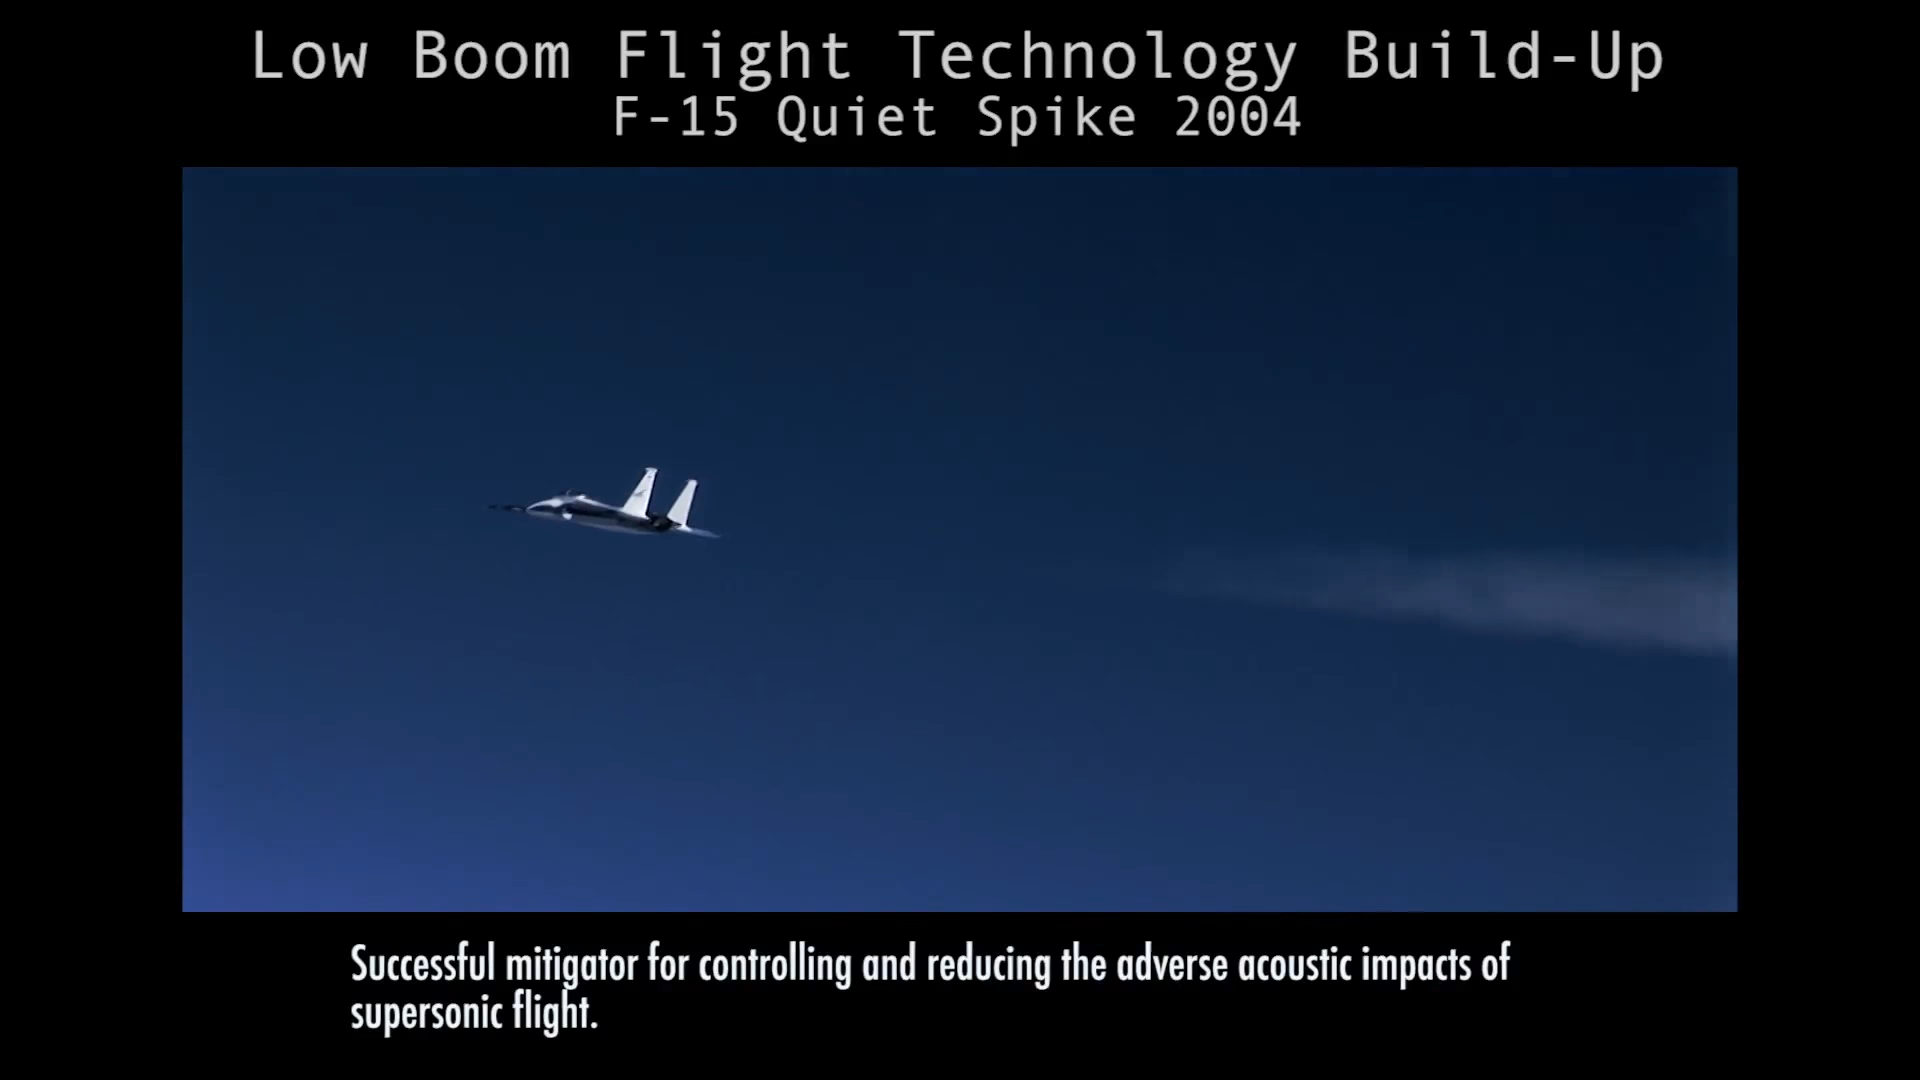 Low Boom Flight Technology Build-Up
F-15 Quiet Spike 2004
Successful mitigator for controlling and reducing the adverse acoustic impacts of
supersonic flight.